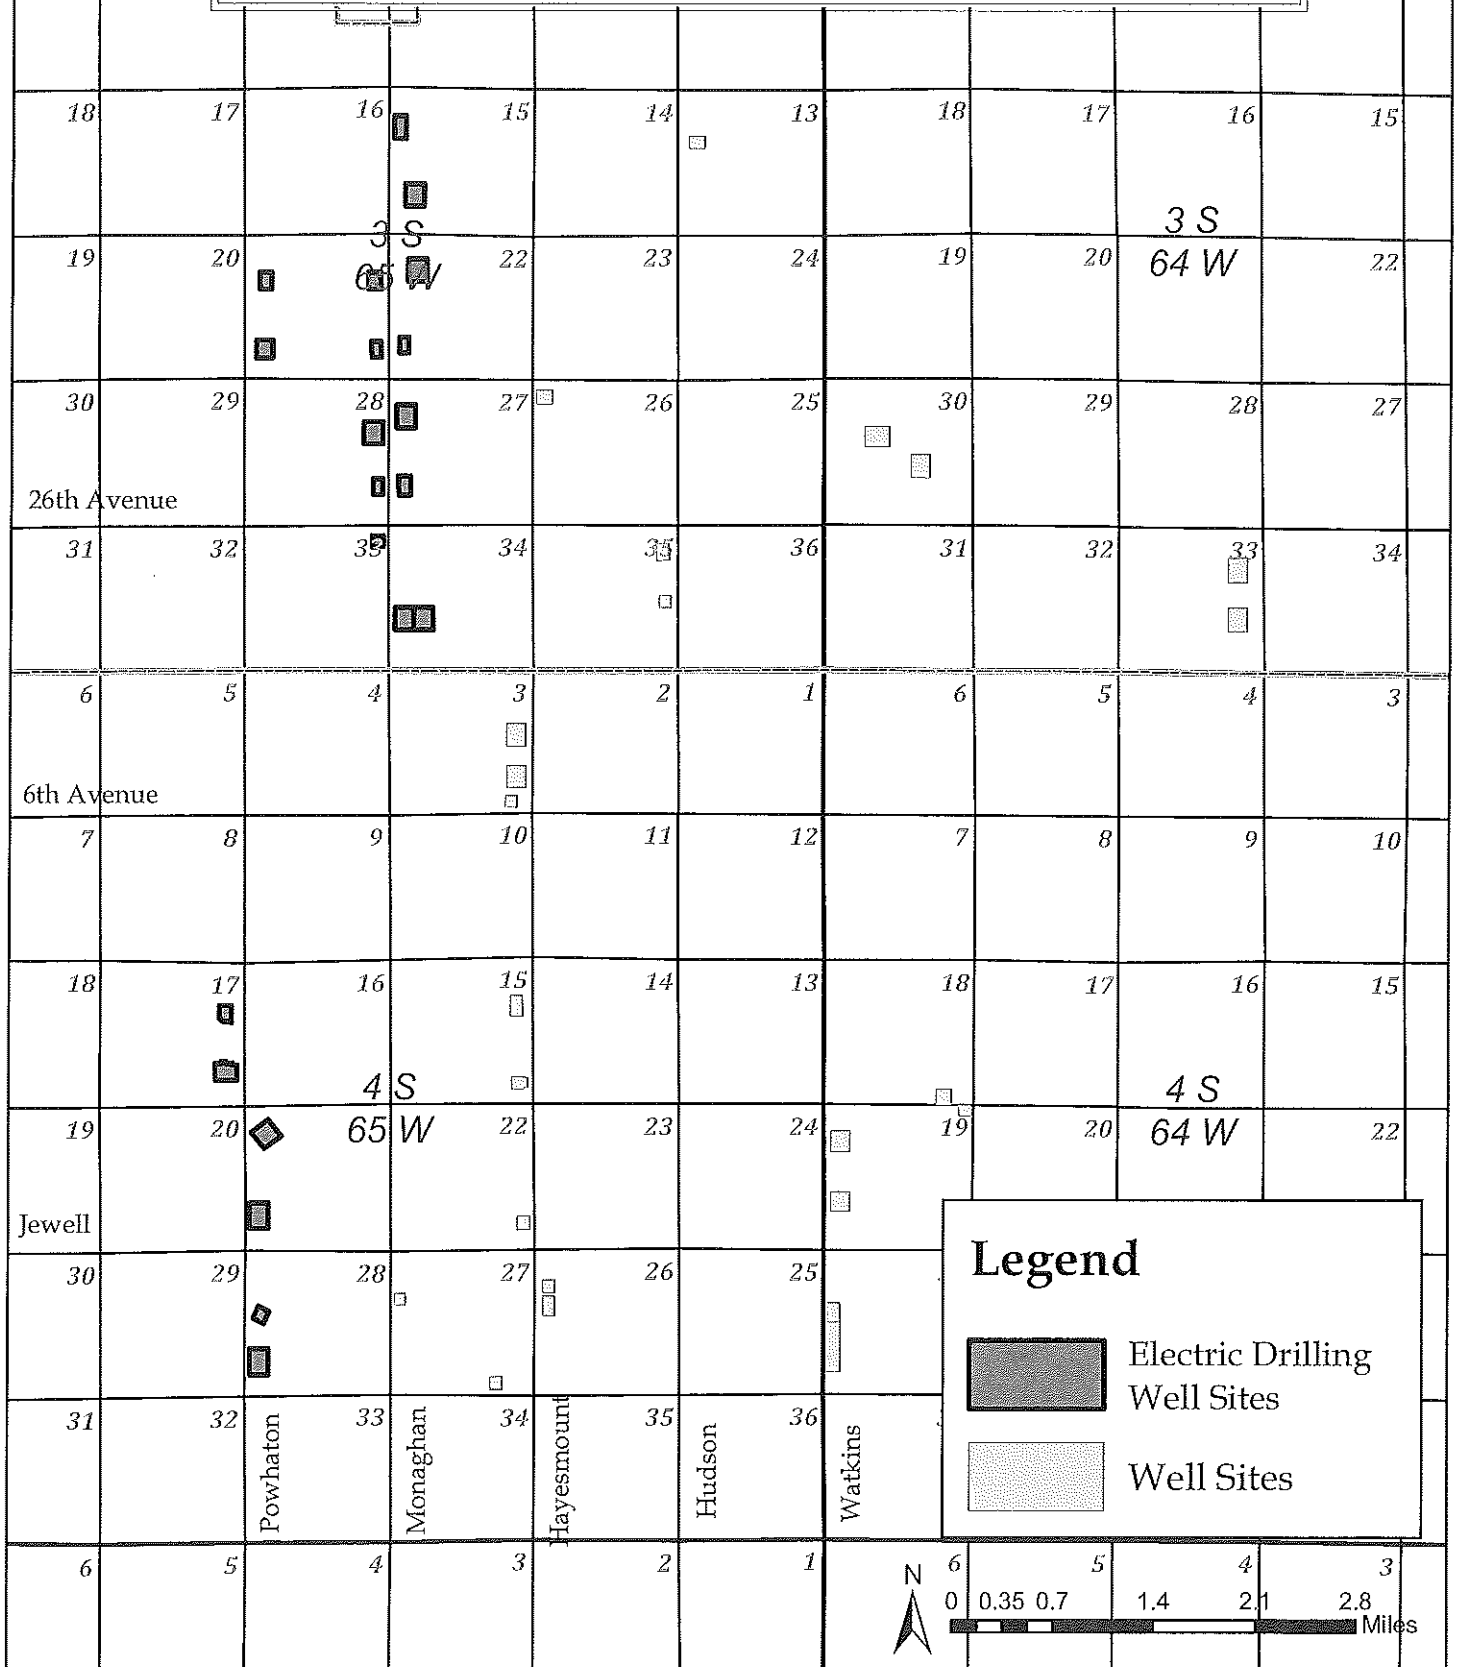 18 17 16 15 14 13 18 17 16 15
3 S 3 S
19 20 22 23 24 19 20 22
65 W 64 W
30 29 28 27 26 25 30 29 28 27
26th Avenue
31 32 33 34 35 36 31 32 33 34
6 5 4 3 2 1 6 5 4 3
6th Avenue
7 8 9 10 11 12 7 8 9 10
18 17 16 15 14 13 18 17 16 15
4 S 4 S
19 20 22 23 24 19 20 22
65 W 64 W
Jewell
30 29 28 27 26 25
31 32 33 34 35 36
Powhaton
Monaghan
Hayesmount
Hudson
Watkins
Legend
Electric Drilling
Well Sites
Well Sites
6 5 4 3 2 1 6 5 4 3
N
0 0.35 0.7 1.4 2.1 2.8
Miles